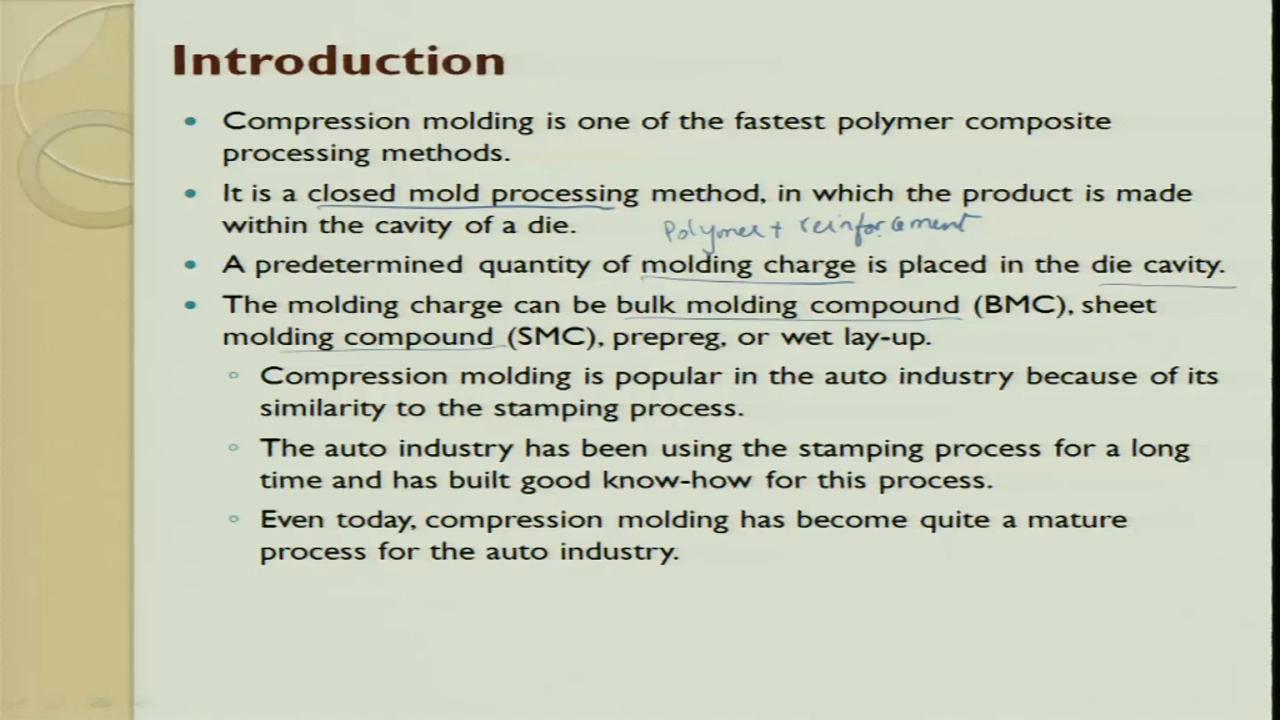 Introduction
• Compression molding is one of the fastest polymer composite
processing methods.
• It is a closed mold processing method, in which the product is made
within the cavity of a die.
Polymer + reinforcement
• A predetermined quantity of molding charge is placed in the die cavity.
• The molding charge can be bulk molding compound (BMC), sheet
molding compound (SMC), prepreg, or wet lay-up.
◦ Compression molding is popular in the auto industry because of its
similarity to the stamping process.
◦ The auto industry has been using the stamping process for a long
time and has built good know-how for this process.
◦ Even today, compression molding has become quite a mature
process for the auto industry.